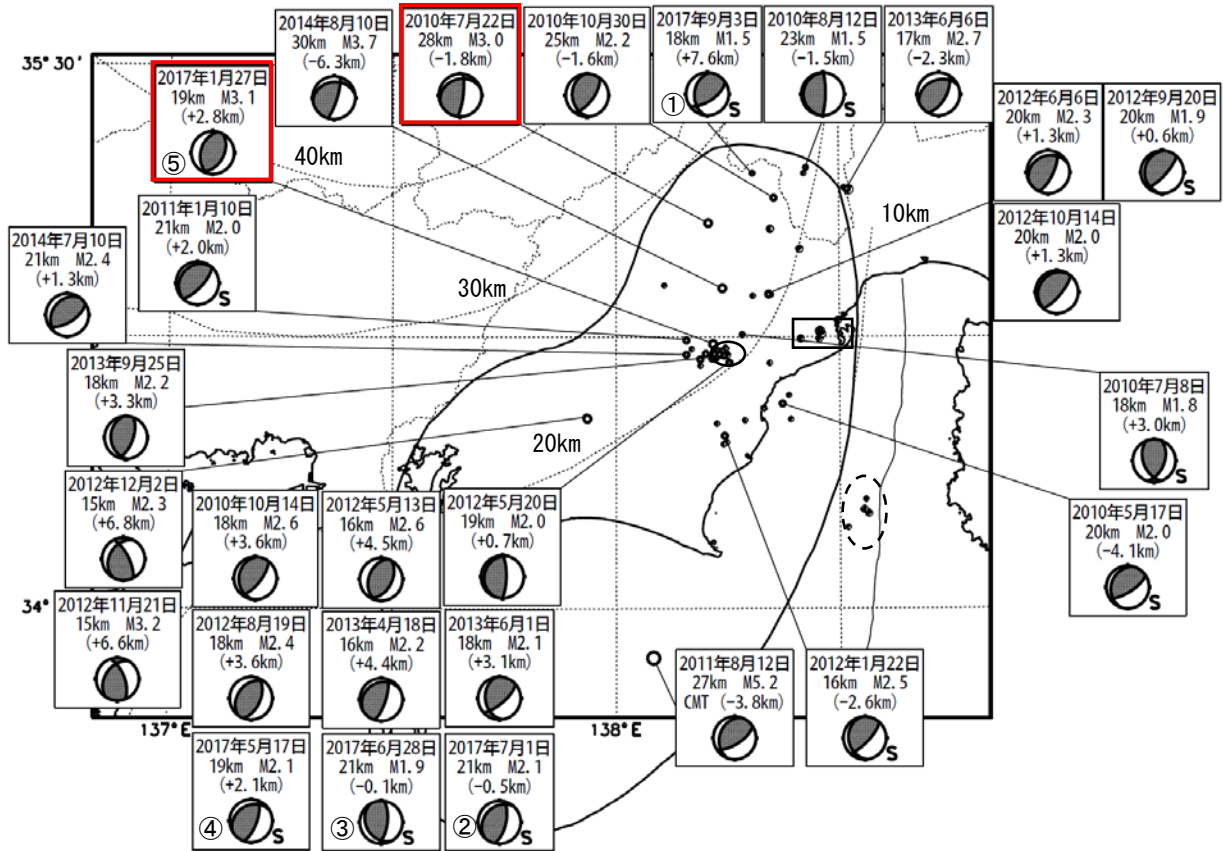 2014年8月10日
30km M3.7
(-6.3km)
2010年7月22日
28km M3.0
(-1.8km)
2010年10月30日
25km M2.2
(-1.6km)
2017年9月3日
18km M1.5
(+7.6km)
①
S
2010年8月12日
23km M1.5
(-1.5km)
S
2013年6月6日
17km M2.7
(-2.3km)
35°30'
2017年1月27日
19km M3.1
(+2.8km)
⑤
2012年6月6日
20km M2.3
(+1.3km)
2012年9月20日
20km M1.9
(+0.6km)
S
40km
10km
2011年1月10日
21km M2.0
(+2.0km)
S
2012年10月14日
20km M2.0
(+1.3km)
2014年7月10日
21km M2.4
(+1.3km)
30km
2013年9月25日
18km M2.2
(+3.3km)
2010年7月8日
18km M1.8
(+3.0km)
20km
2012年12月2日
15km M2.3
(+6.8km)
2010年10月14日
18km M2.6
(+3.6km)
2012年5月13日
16km M2.6
(+4.5km)
2012年5月20日
19km M2.0
(+0.7km)
2010年5月17日
20km M2.0
(-4.1km)
S
34°
2012年11月21日
15km M3.2
(+6.6km)
2012年8月19日
18km M2.4
(+3.6km)
2013年4月18日
16km M2.2
(+4.4km)
2013年6月1日
18km M2.1
(+3.1km)
2011年8月12日
27km M5.2
CMT (-3.8km)
S
2012年1月22日
16km M2.5
(-2.6km)
S
137°E
138°
2017年5月17日
19km M2.1
(+2.1km)
④
S
2017年6月28日
21km M1.9
(-0.1km)
③
S
2017年7月1日
21km M2.1
(-0.5km)
②
S